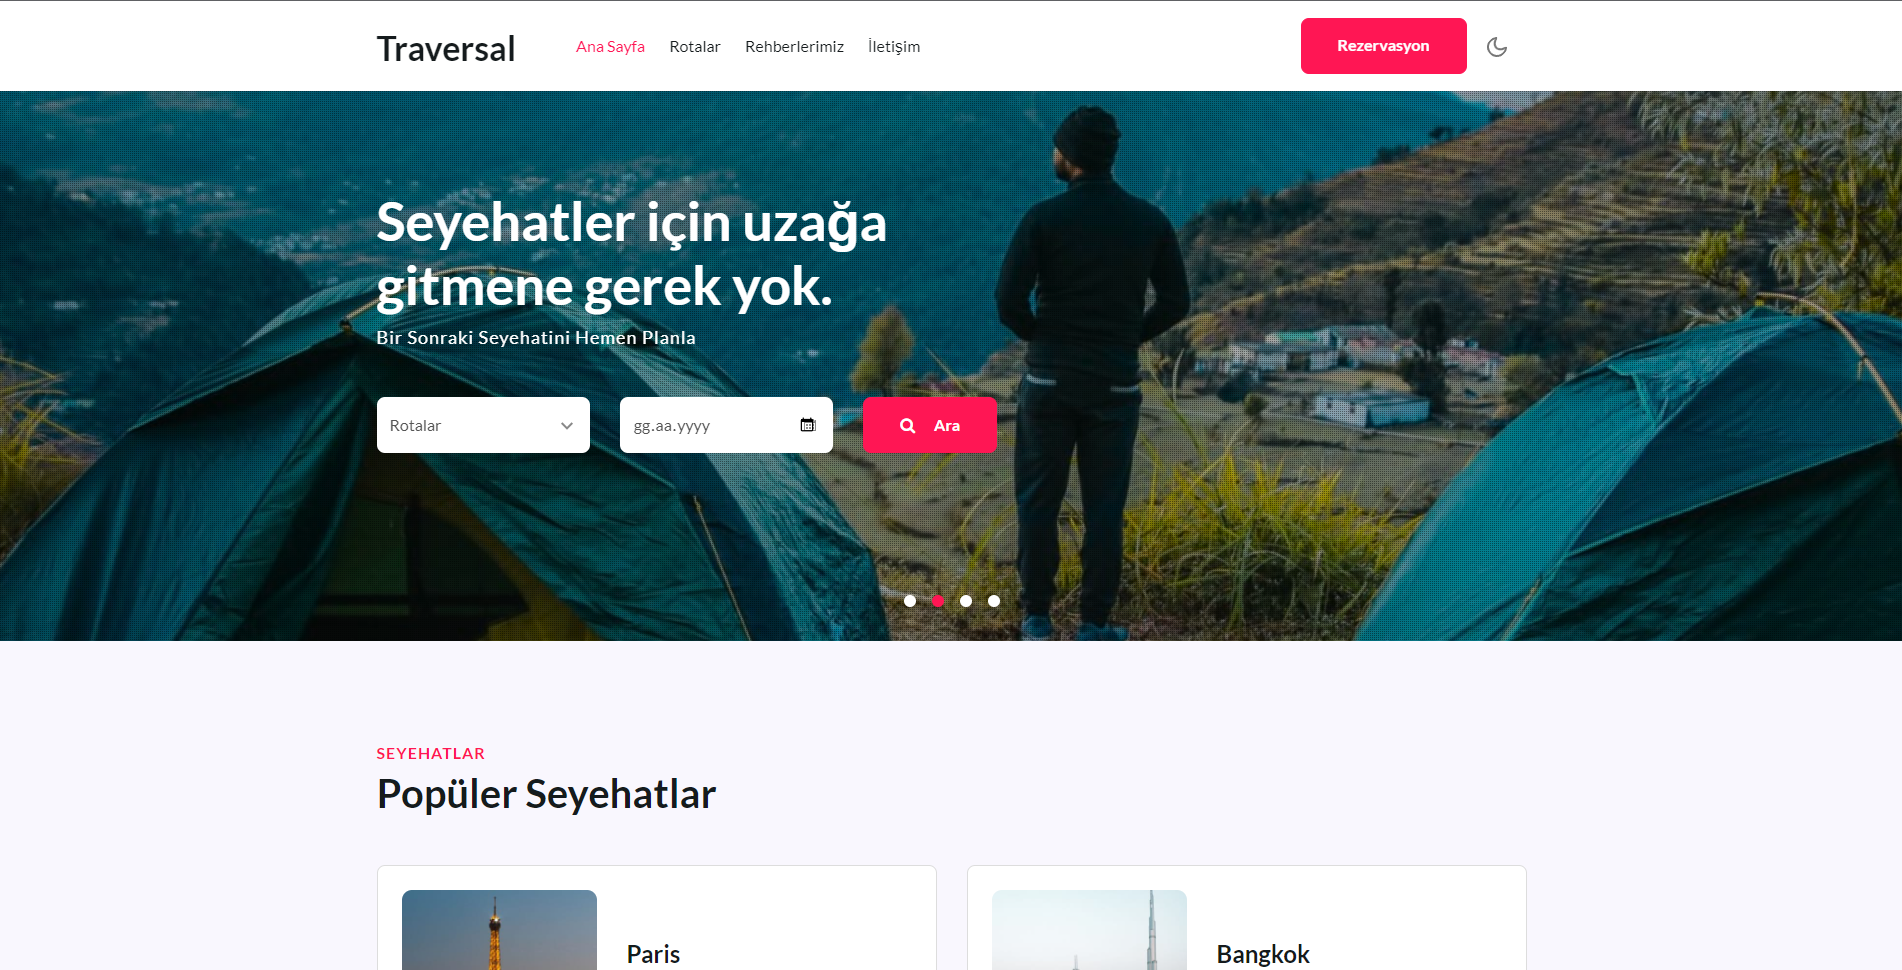 Traversal
Ana Sayfa Rotalar Rehberlerimiz İletişim
Rezervasyon
Seyehatler için uzağa
gitmene gerek yok.
Bir Sonraki Seyehatini Hemen Planla
Rotalar
gg.aa.yyyy
Ara
SEYEHATLAR
Popüler Seyehatlar
Paris
Bangkok